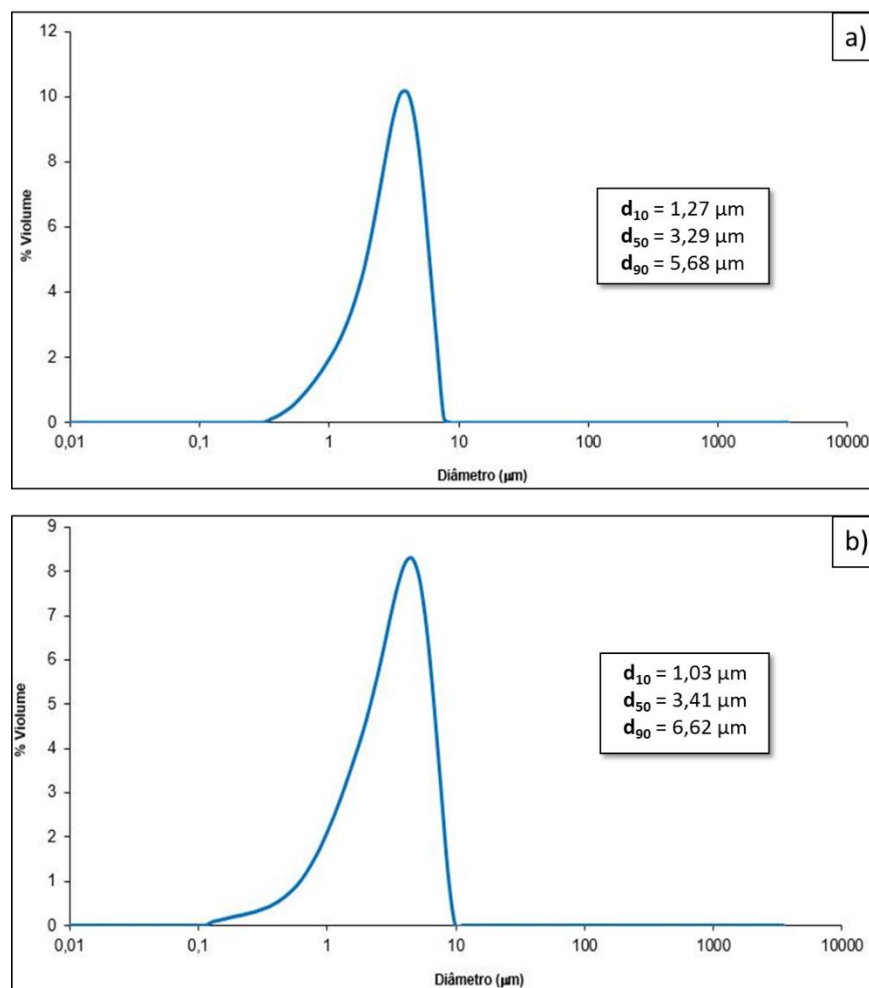 a)
12
10
8
6
4
2
0
% Violume
d10 = 1,27 µm
d50 = 3,29 µm
d90 = 5,68 µm
0,01 0,1 1 10 100 1000 10000
Diâmetro (µm)
b)
9
8
7
6
5
4
3
2
1
0
% Violume
d10 = 1,03 µm
d50 = 3,41 µm
d90 = 6,62 µm
0,01 0,1 1 10 100 1000 10000
Diâmetro (µm)